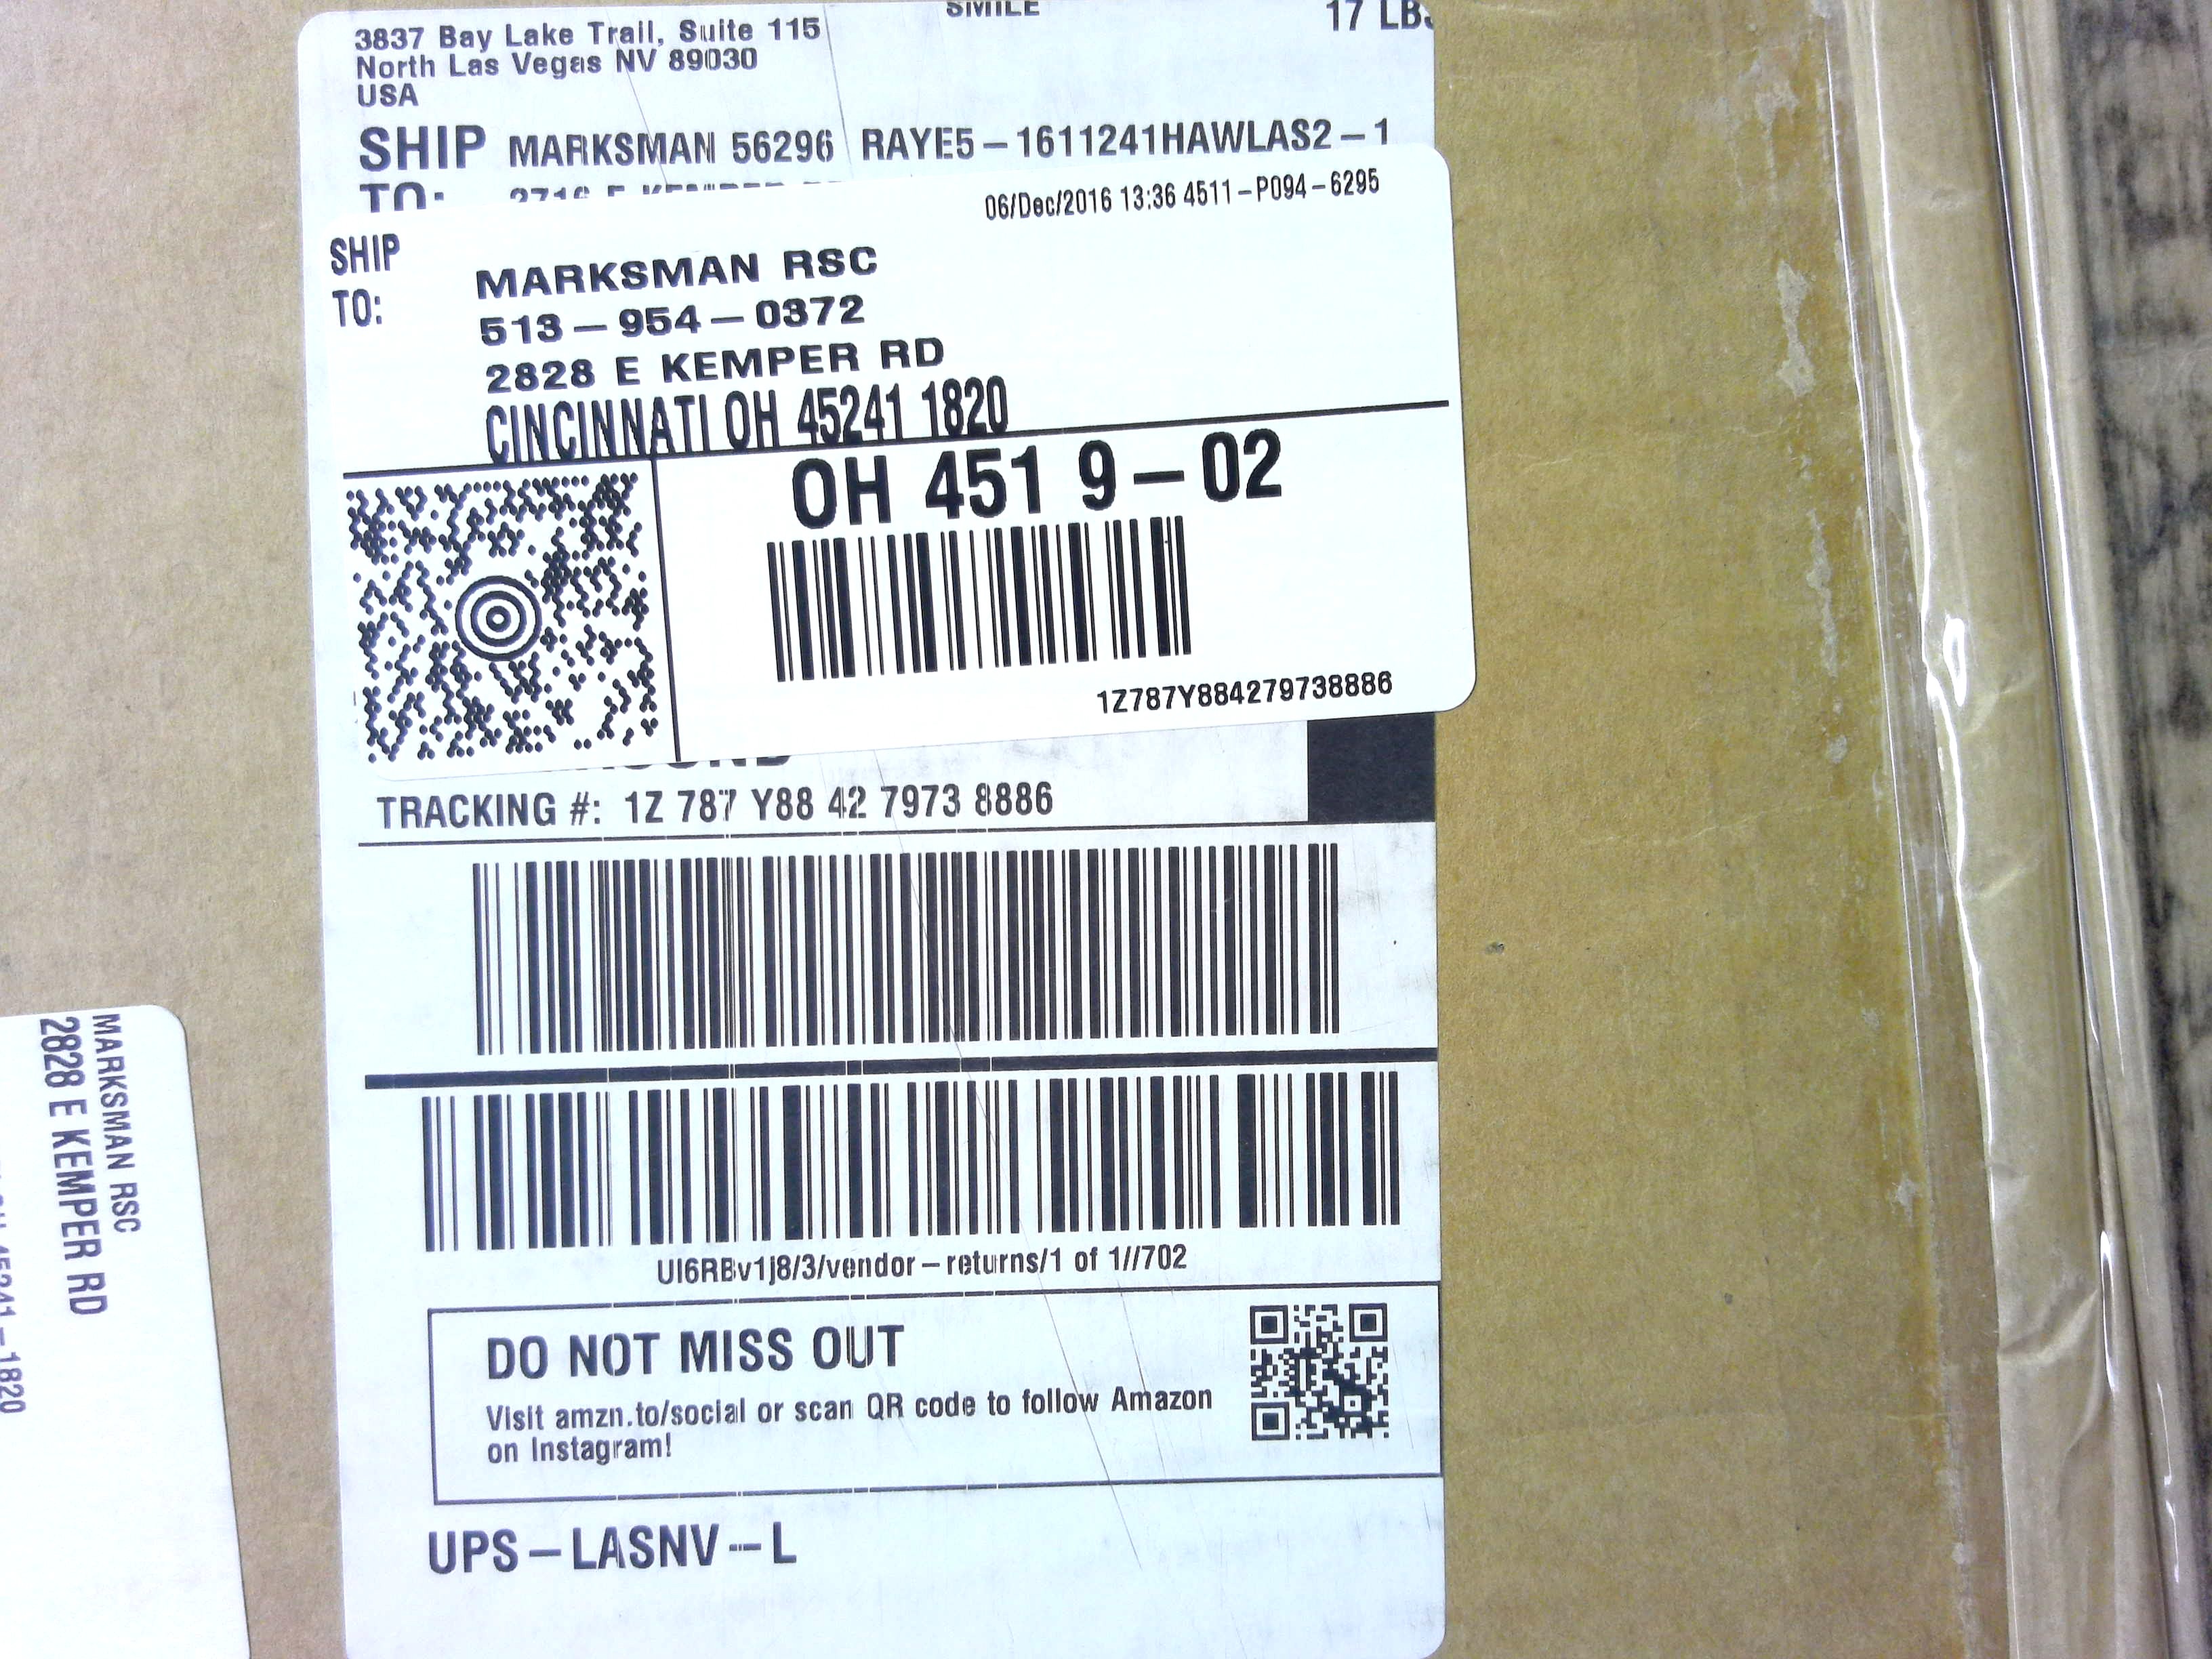 SMILE
17 LBS
3837 Bay Lake Trail, Suite 115
North Las Vegas NV 89030
USA
SHIP MARKSMAN 56296 RAYE5-1611241HAWLAS2-1
TO:
06/Dec/2016 13:36 4511-P094-6295
SHIP
TO:
MARKSMAN RSC
513-954-0372
2828 E KEMPER RD
CINCINNATI OH 45241 1820
OH 451 9-02
1Z787Y884279738886
TRACKING #: 1Z 787 Y88 42 7973 8886
UI6RBv1j8/3/vendor-returns/1 of 1//702
DO NOT MISS OUT
Visit amzn.to/social or scan QR code to follow Amazon
on Instagram!
UPS-LASNV-L
MARKSMAN RSC
2828 E KEMPER RD
45241-1820